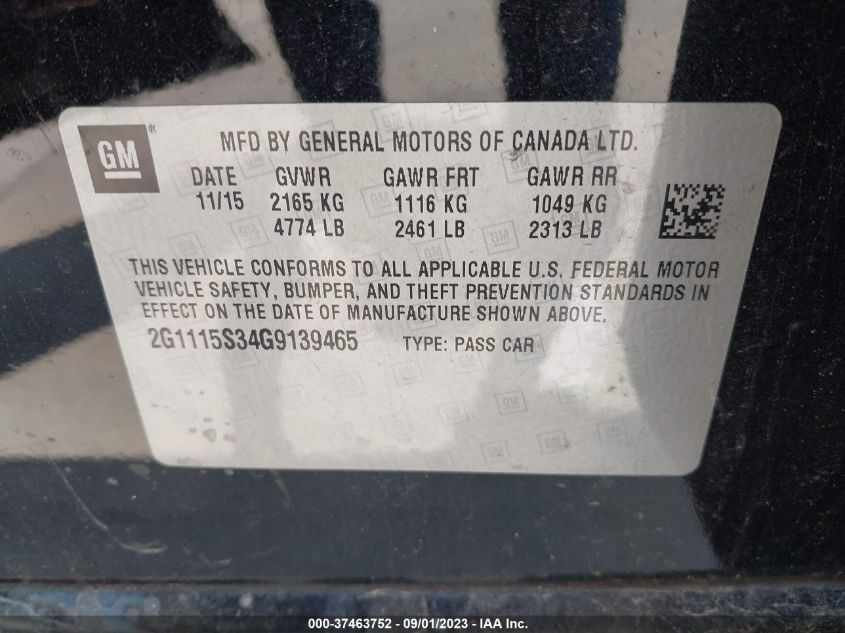 GM®
MFD BY GENERAL MOTORS OF CANADA LTD.
DATE GVWR GAWR FRT GAWR RR
11/15 2165 KG 1116 KG 1049 KG
4774 LB 2461 LB 2313 LB
THIS VEHICLE CONFORMS TO ALL APPLICABLE U.S. FEDERAL MOTOR
VEHICLE SAFETY, BUMPER, AND THEFT PREVENTION STANDARDS IN
EFFECT ON THE DATE OF MANUFACTURE SHOWN ABOVE.
2G1115S34G9139465 TYPE: PASS CAR
000-37463752 - 09/01/2023 - IAA Inc.